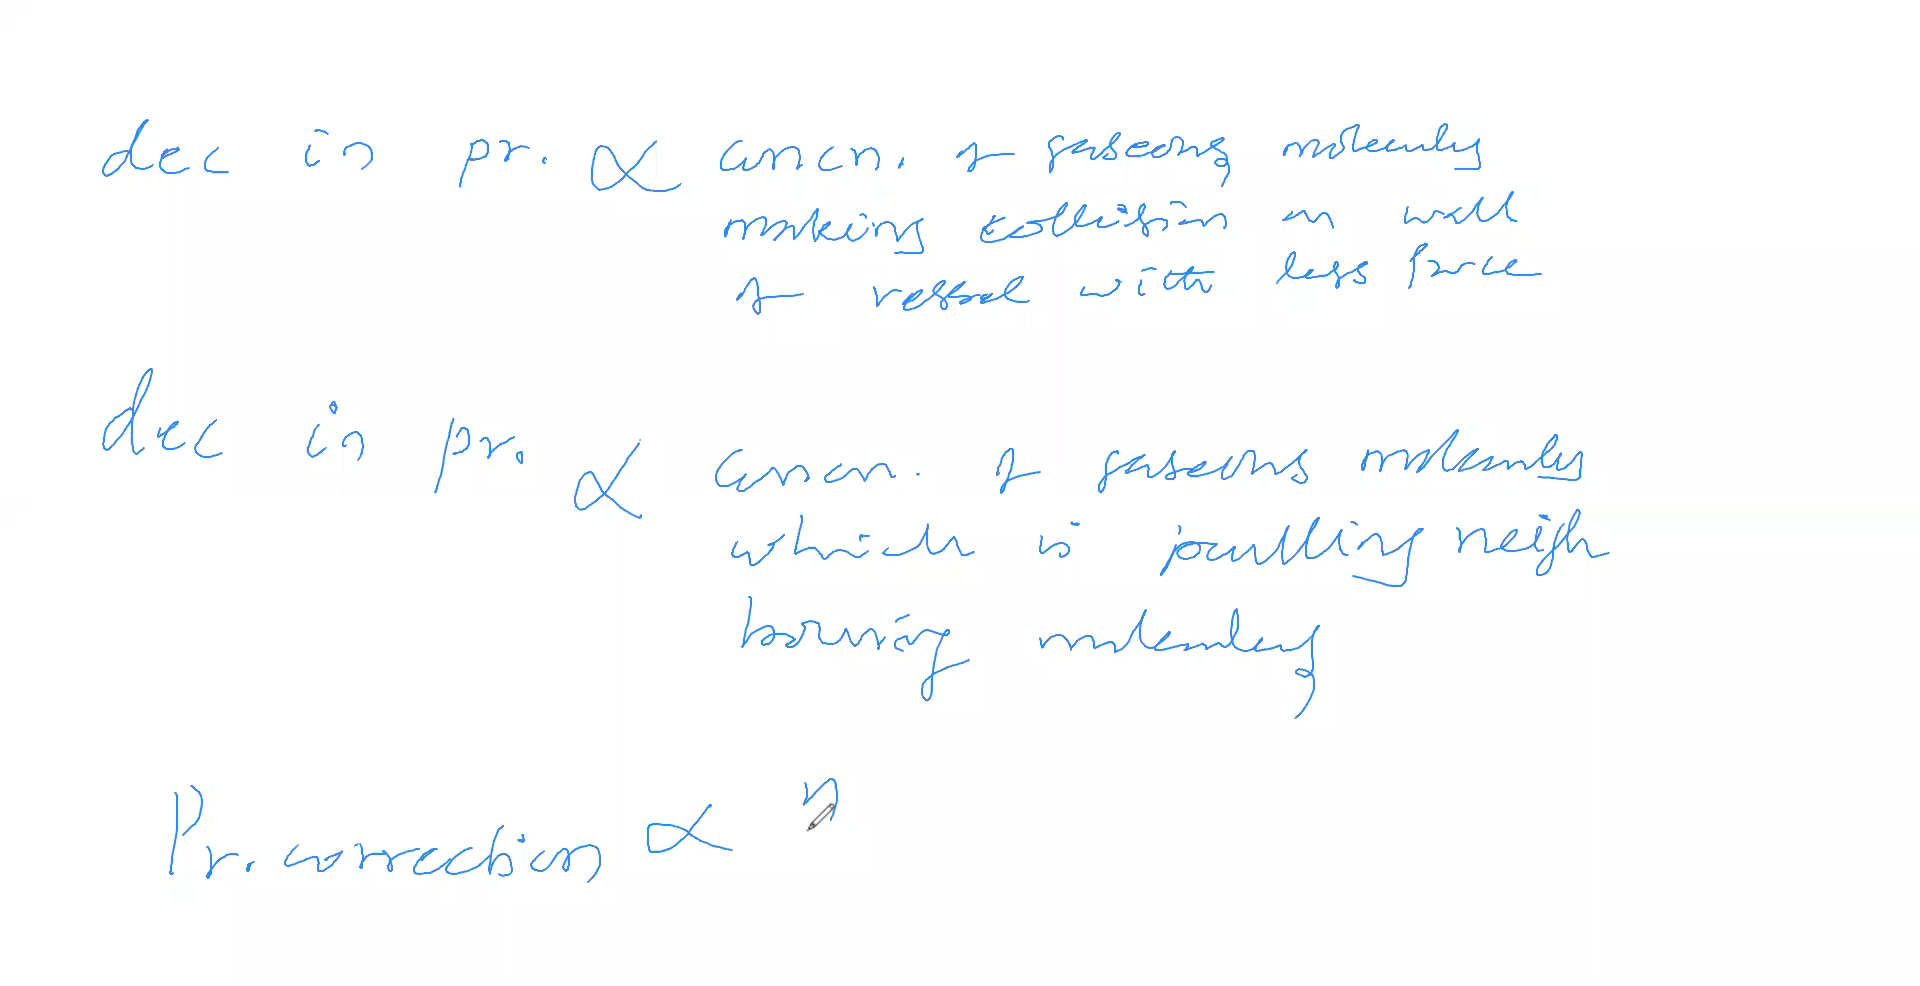 dec in pr. ∝ concn. of gaseous molecules
making collision on wall
of vessel with less force
dec in pr. ∝ concn. of gaseous molecules
which is pulling neigh
bouring molecules
Pr. correction ∝ n